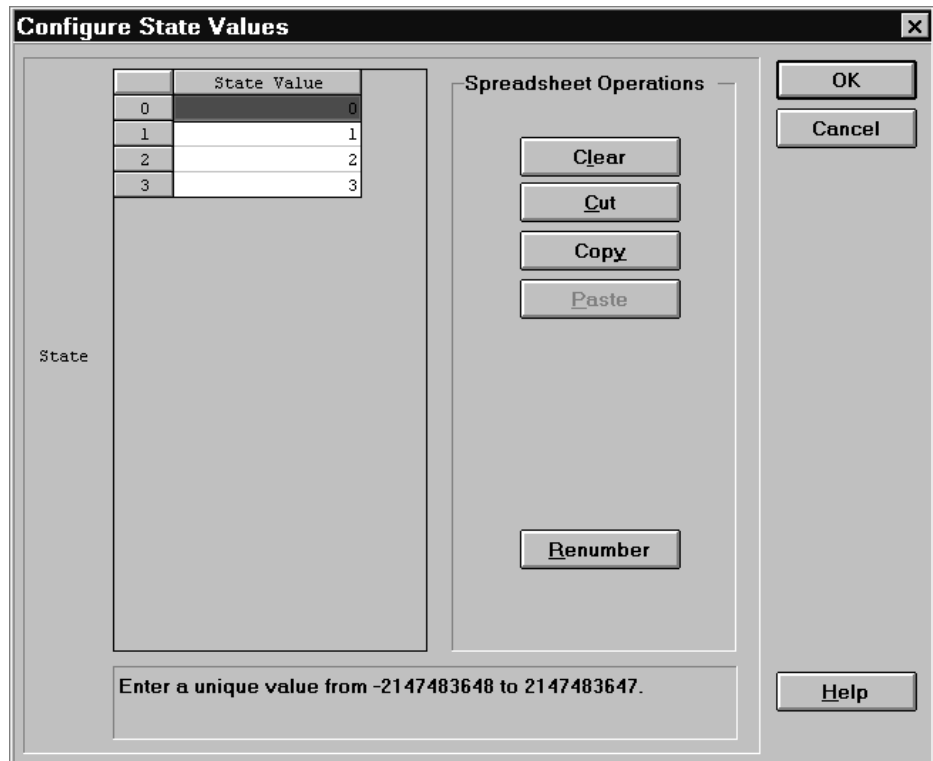 Configure State Values
State Value
0 0
1 1
2 2
3 3
State
Spreadsheet Operations
Clear
Cut
Copy
Paste
Renumber
OK
Cancel
Enter a unique value from -2147483648 to 2147483647.
Help